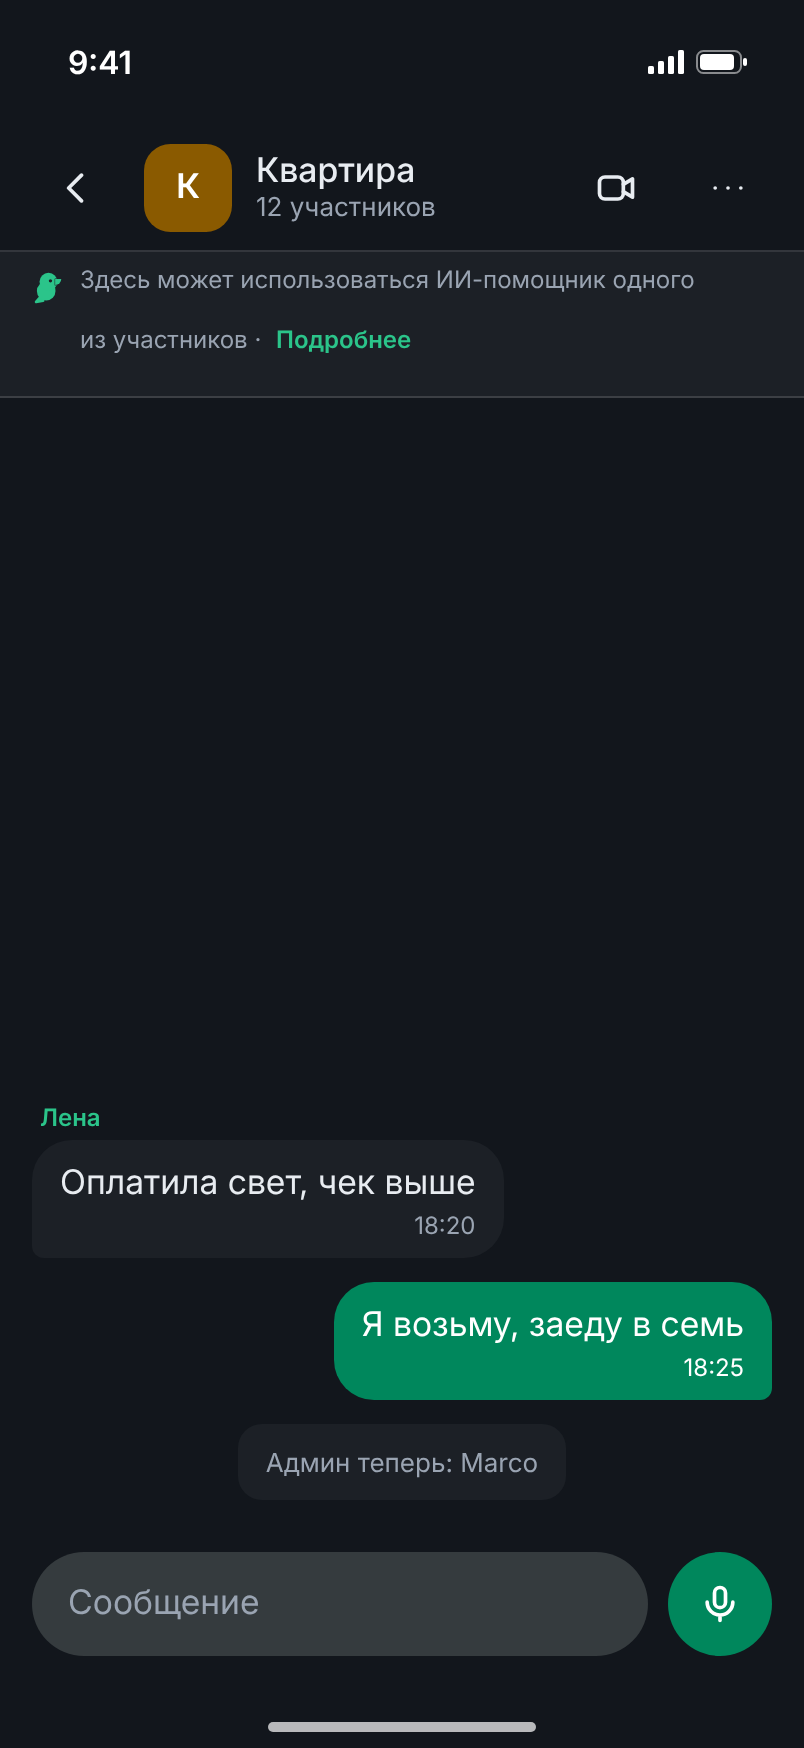 9:41
К
Квартира
12 участников
Здесь может использоваться ИИ-помощник одного
из участников · Подробнее
Лена
Оплатила свет, чек выше
18:20
Я возьму, заеду в семь
18:25
Админ теперь: Marco
Сообщение